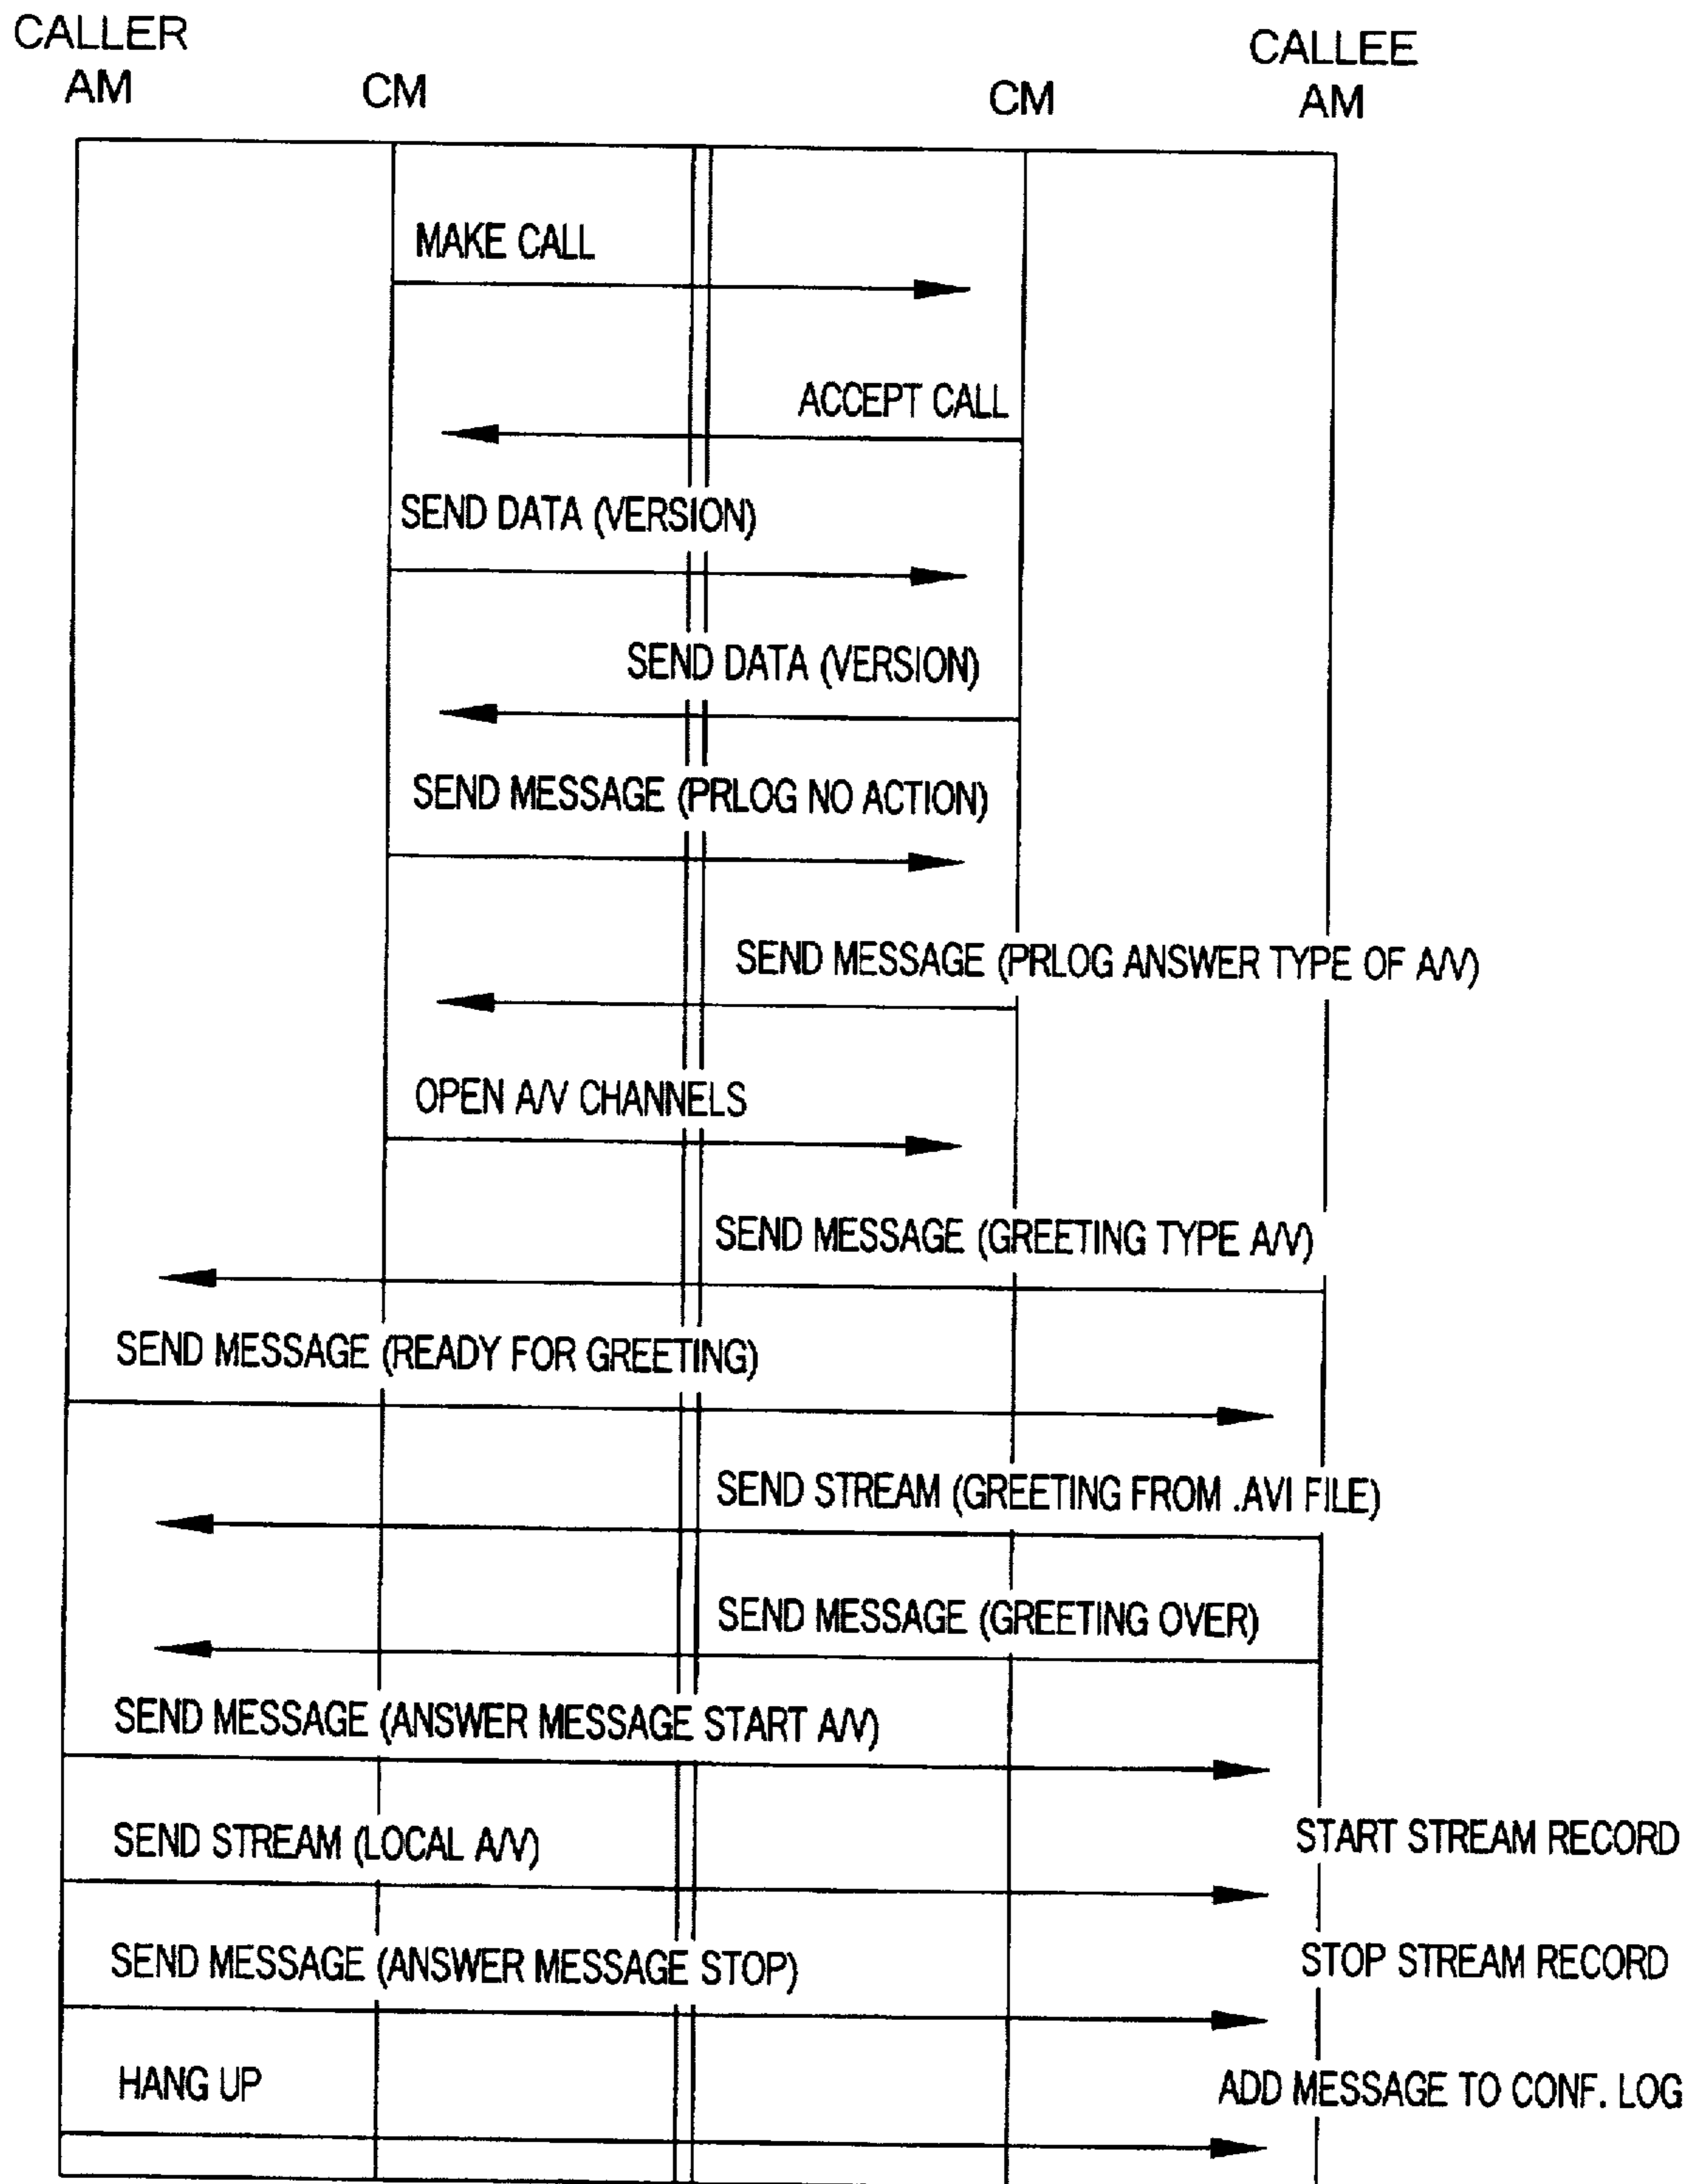 CALLER
AM
CM
CM
CALLEE
AM
MAKE CALL
ACCEPT CALL
SEND DATA (VERSION)
SEND DATA (VERSION)
SEND MESSAGE (PRLOG NO ACTION)
SEND MESSAGE (PRLOG ANSWER TYPE OF A/V)
OPEN A/V CHANNELS
SEND MESSAGE (GREETING TYPE A/V)
SEND MESSAGE (READY FOR GREETING)
SEND STREAM (GREETING FROM .AVI FILE)
SEND MESSAGE (GREETING OVER)
SEND MESSAGE (ANSWER MESSAGE START A/V)
START STREAM RECORD
SEND STREAM (LOCAL A/V)
STOP STREAM RECORD
SEND MESSAGE (ANSWER MESSAGE STOP)
HANG UP
ADD MESSAGE TO CONF. LOG